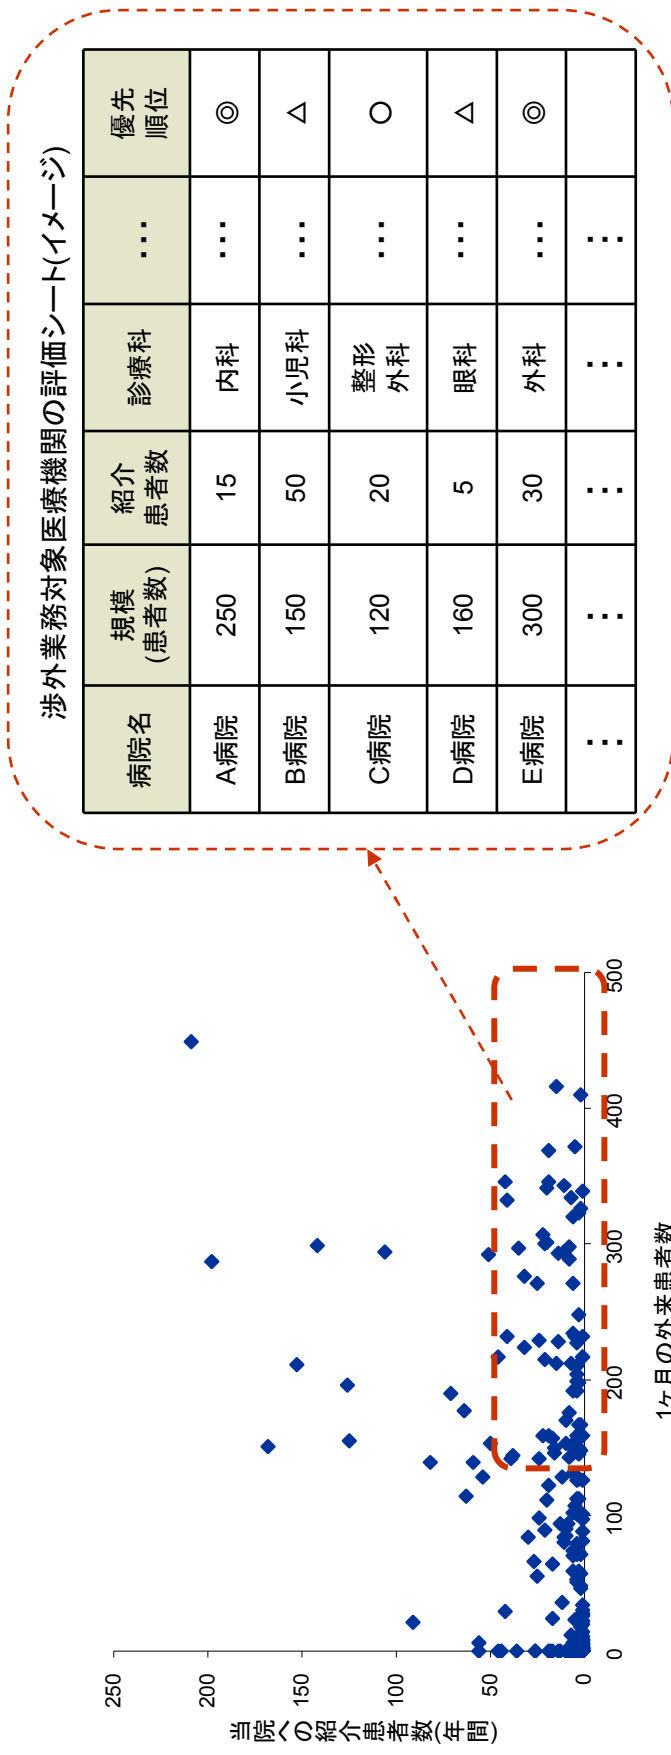 渉外業務対象医療機関の評価シート(イメージ)
病院名 規模 (患者数) 紹介 患者数 診療科 … 優先 順位
A病院 250 15 内科 … ◎
B病院 150 50 小児科 … △
C病院 120 20 整形 外科 … ○
D病院 160 5 眼科 … △
E病院 300 30 外科 … ◎
… … … … …
当院への紹介患者数(年間)
250
200
150
100
50
0
0 100 200 300 400 500
1ヶ月の外来患者数